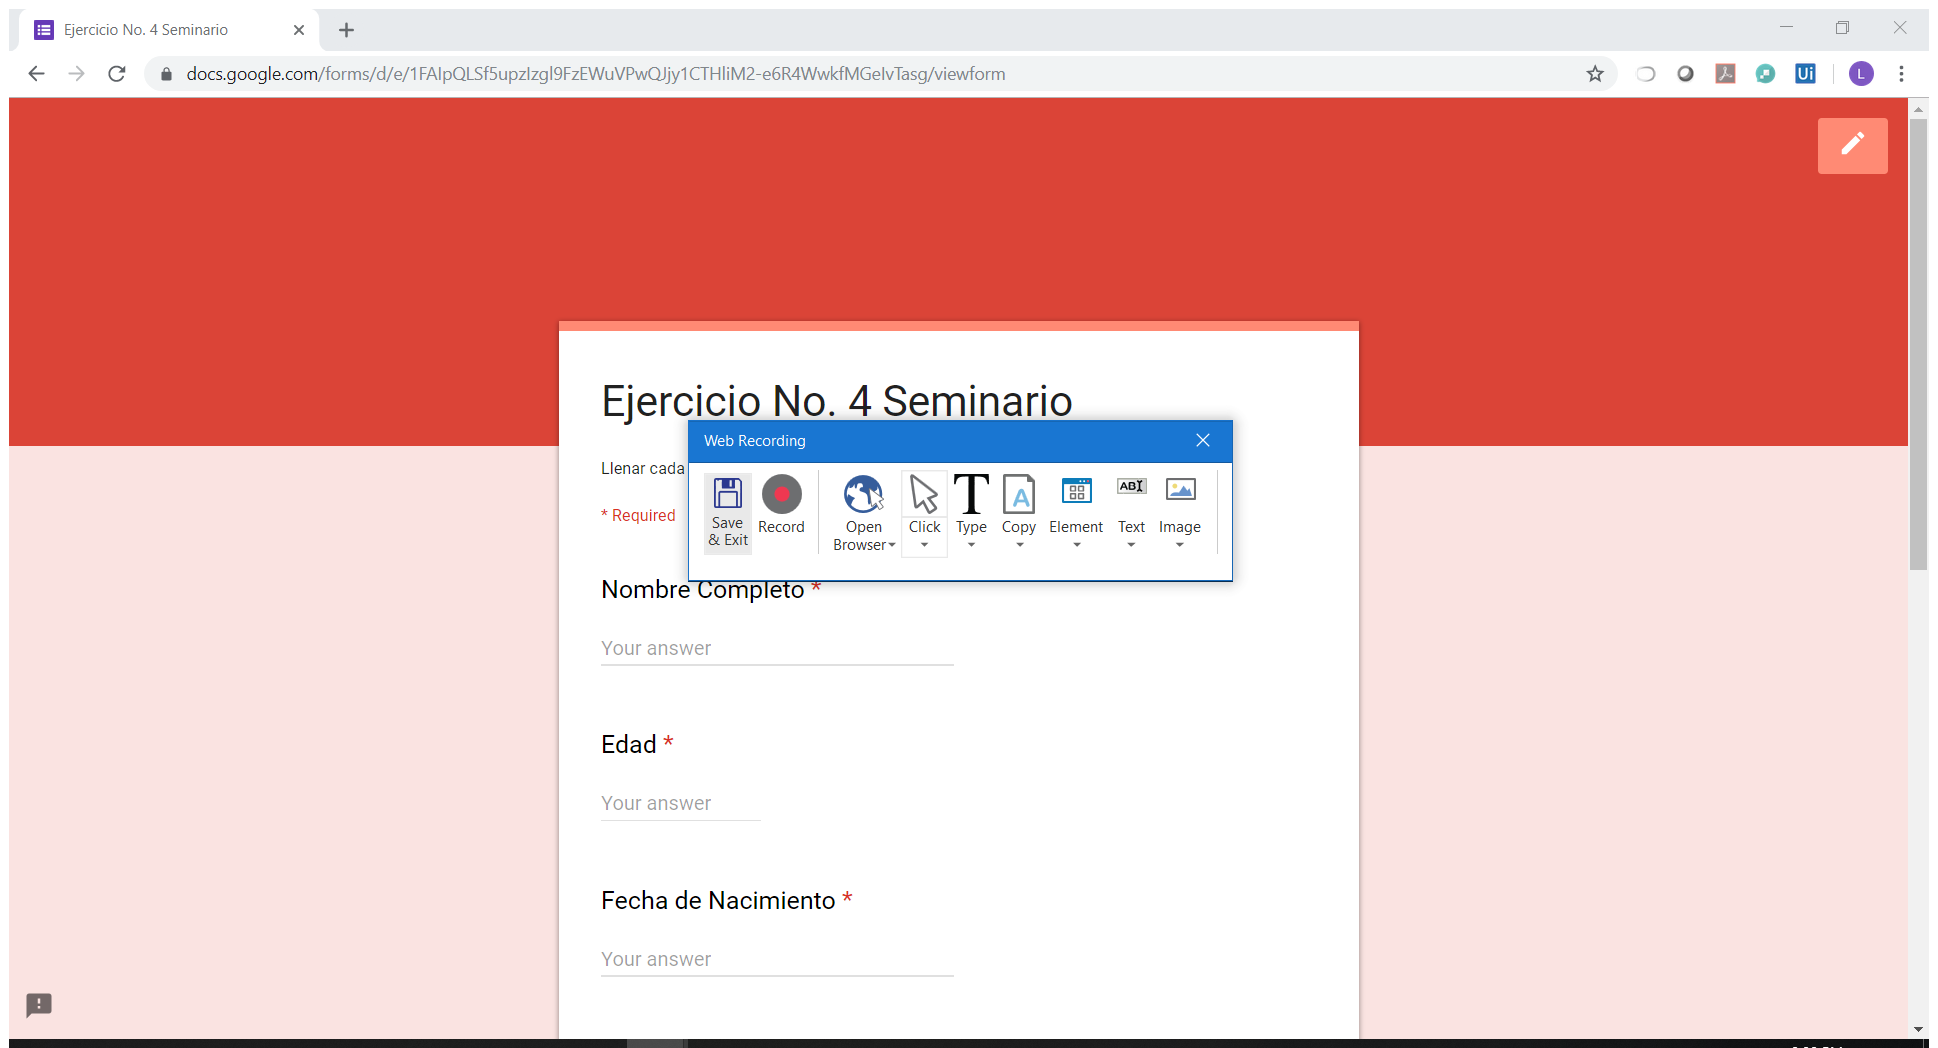 Ejercicio No. 4 Seminario
docs.google.com/forms/d/e/1FAIpQLSf5upzIzgl9FzEWuVPwQJjy1CTHliM2-e6R4WwkfMGelvTasg/viewform
Ui
L
Ejercicio No. 4 Seminario
Web Recording
Llenar cada
* Required
Save & Exit
Record
Open Browser
Click
Type
Copy
Element
Text
Image
Nombre Completo *
Your answer
Edad *
Your answer
Fecha de Nacimiento *
Your answer